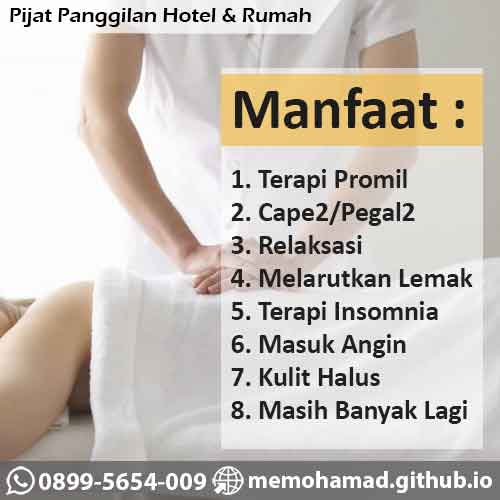 Pijat Panggilan Hotel & Rumah
Manfaat :
1. Terapi Promil
2. Cape2/Pegal2
3. Relaksasi
4. Melarutkan Lemak
5. Terapi Insomnia
6. Masuk Angin
7. Kulit Halus
8. Masih Banyak Lagi
0899-5654-009 memohamad.github.io